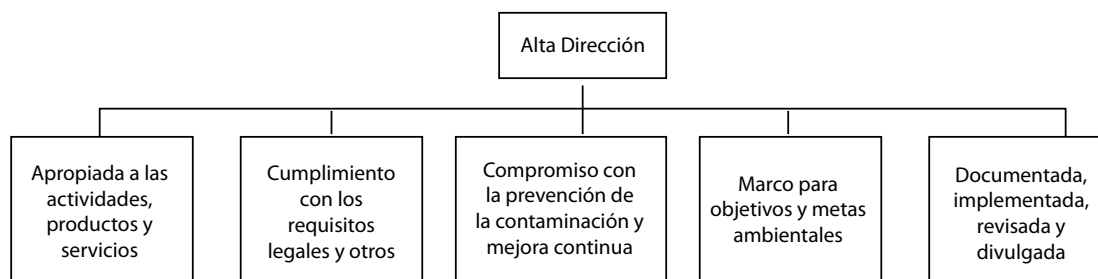 Alta Dirección
Apropiada a las
actividades,
productos y
servicios
Cumplimiento
con los
requisitos
legales y otros
Compromiso con
la prevención de
la contaminación y
mejora continua
Marco para
objetivos y metas
ambientales
Documentada,
implementada,
revisada y
divulgada